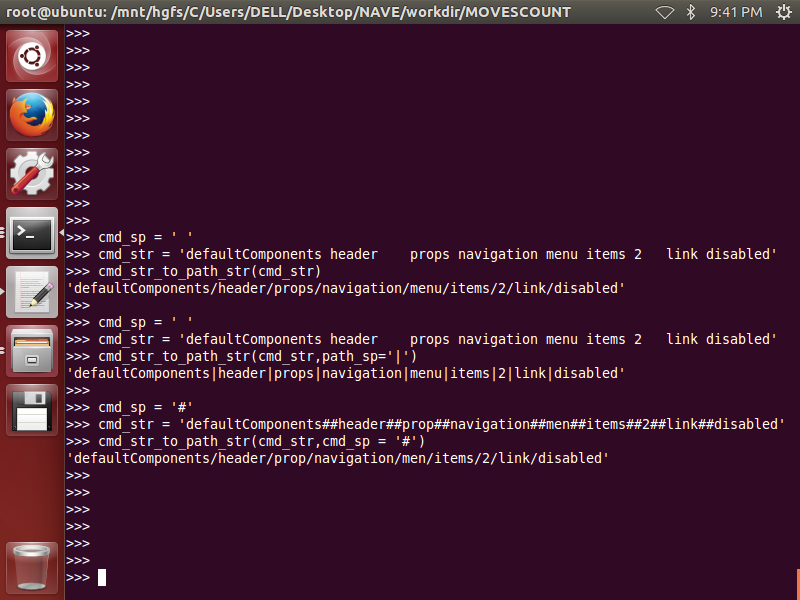 root@ubuntu: /mnt/hgfs/C/Users/DELL/Desktop/NAVE/workdir/MOVESCOUNT 9:41 PM
>>>
>>>
>>>
>>>
>>>
>>>
>>>
>>>
>>>
>>>
>>>
>>>
>>> cmd_sp = ' '
>>> cmd_str = 'defaultComponents header    props navigation menu items 2   link disabled'
>>> cmd_str_to_path_str(cmd_str)
'defaultComponents/header/props/navigation/menu/items/2/link/disabled'
>>>
>>> cmd_sp = ' '
>>> cmd_str = 'defaultComponents header    props navigation menu items 2   link disabled'
>>> cmd_str_to_path_str(cmd_str,path_sp='|')
'defaultComponents|header|props|navigation|menu|items|2|link|disabled'
>>>
>>> cmd_sp = '#'
>>> cmd_str = 'defaultComponents##header##prop##navigation##men##items##2##link##disabled'
>>> cmd_str_to_path_str(cmd_str,cmd_sp = '#')
'defaultComponents/header/prop/navigation/men/items/2/link/disabled'
>>>
>>>
>>>
>>>
>>>
>>>
>>>